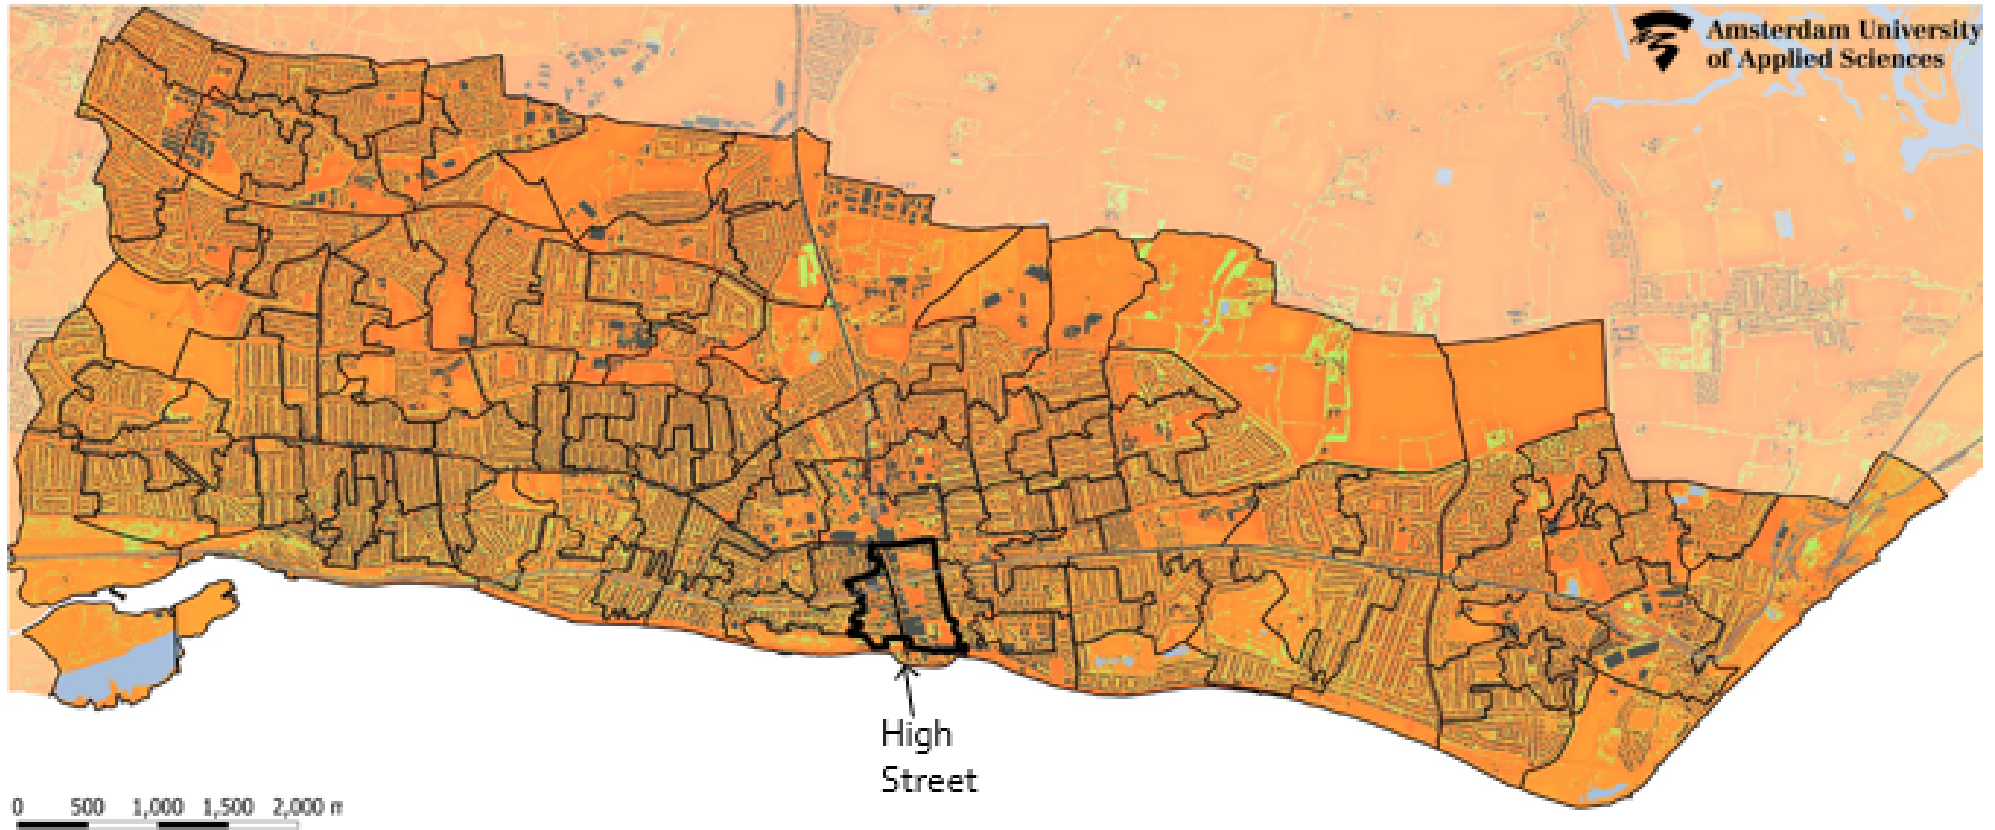 Amsterdam University
of Applied Sciences
High
Street
0 500 1,000 1,500 2,000 m